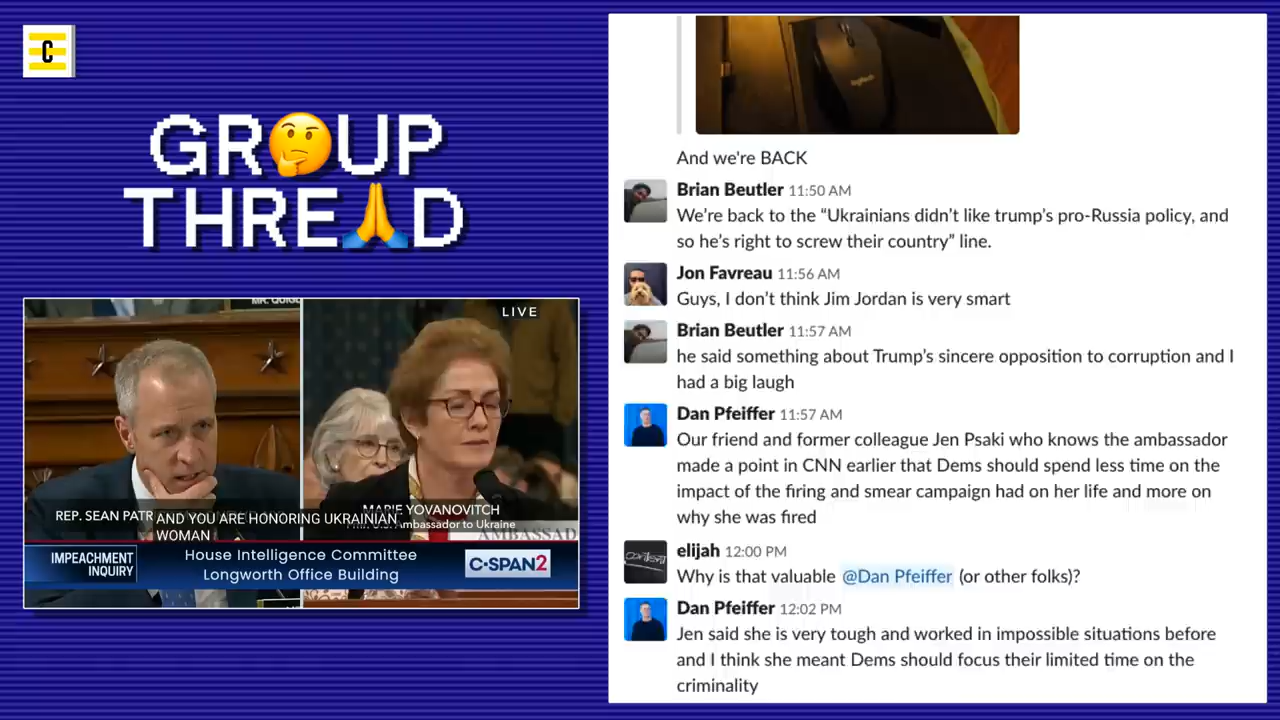 C
GR🤔UP
THRE🙏D
MR. QUIGL
LIVE
REP. SEAN PATR
AND YOU ARE HONORING UKRAINIAN
WOMAN
MARIE YOVANOVITCH
Ambassador to Ukraine
AMBASSAD
IMPEACHMENT
INQUIRY
House Intelligence Committee
Longworth Office Building
C-SPAN2
logitech
And we're BACK
Brian Beutler 11:50 AM
We’re back to the “Ukrainians didn’t like trump’s pro-Russia policy, and
so he’s right to screw their country” line.
Jon Favreau 11:56 AM
Guys, I don’t think Jim Jordan is very smart
Brian Beutler 11:57 AM
he said something about Trump’s sincere opposition to corruption and I
had a big laugh
Dan Pfeiffer 11:57 AM
Our friend and former colleague Jen Psaki who knows the ambassador
made a point in CNN earlier that Dems should spend less time on the
impact of the firing and smear campaign had on her life and more on
why she was fired
elijah 12:00 PM
Why is that valuable @Dan Pfeiffer (or other folks)?
Dan Pfeiffer 12:02 PM
Jen said she is very tough and worked in impossible situations before
and I think she meant Dems should focus their limited time on the
criminality